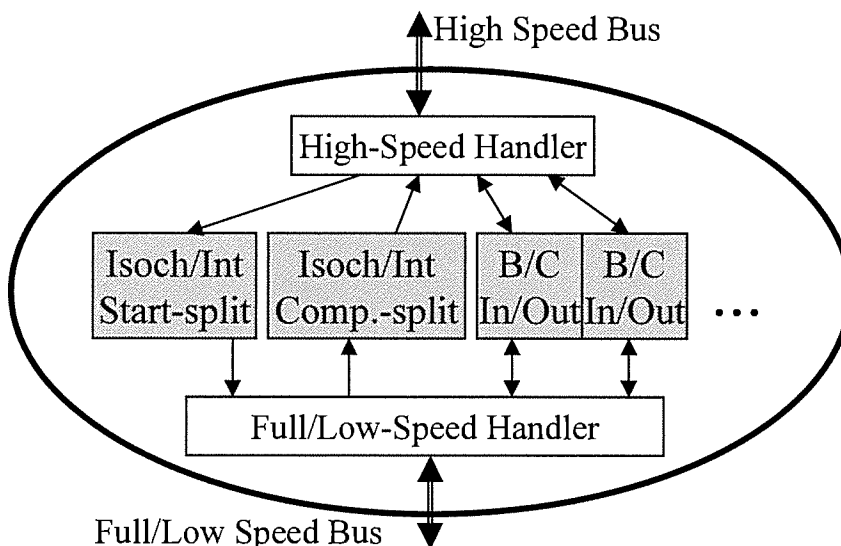 High Speed Bus
High-Speed Handler
Isoch/Int
Start-split
Isoch/Int
Comp.-split
B/C
In/Out
B/C
In/Out
...
Full/Low-Speed Handler
Full/Low Speed Bus